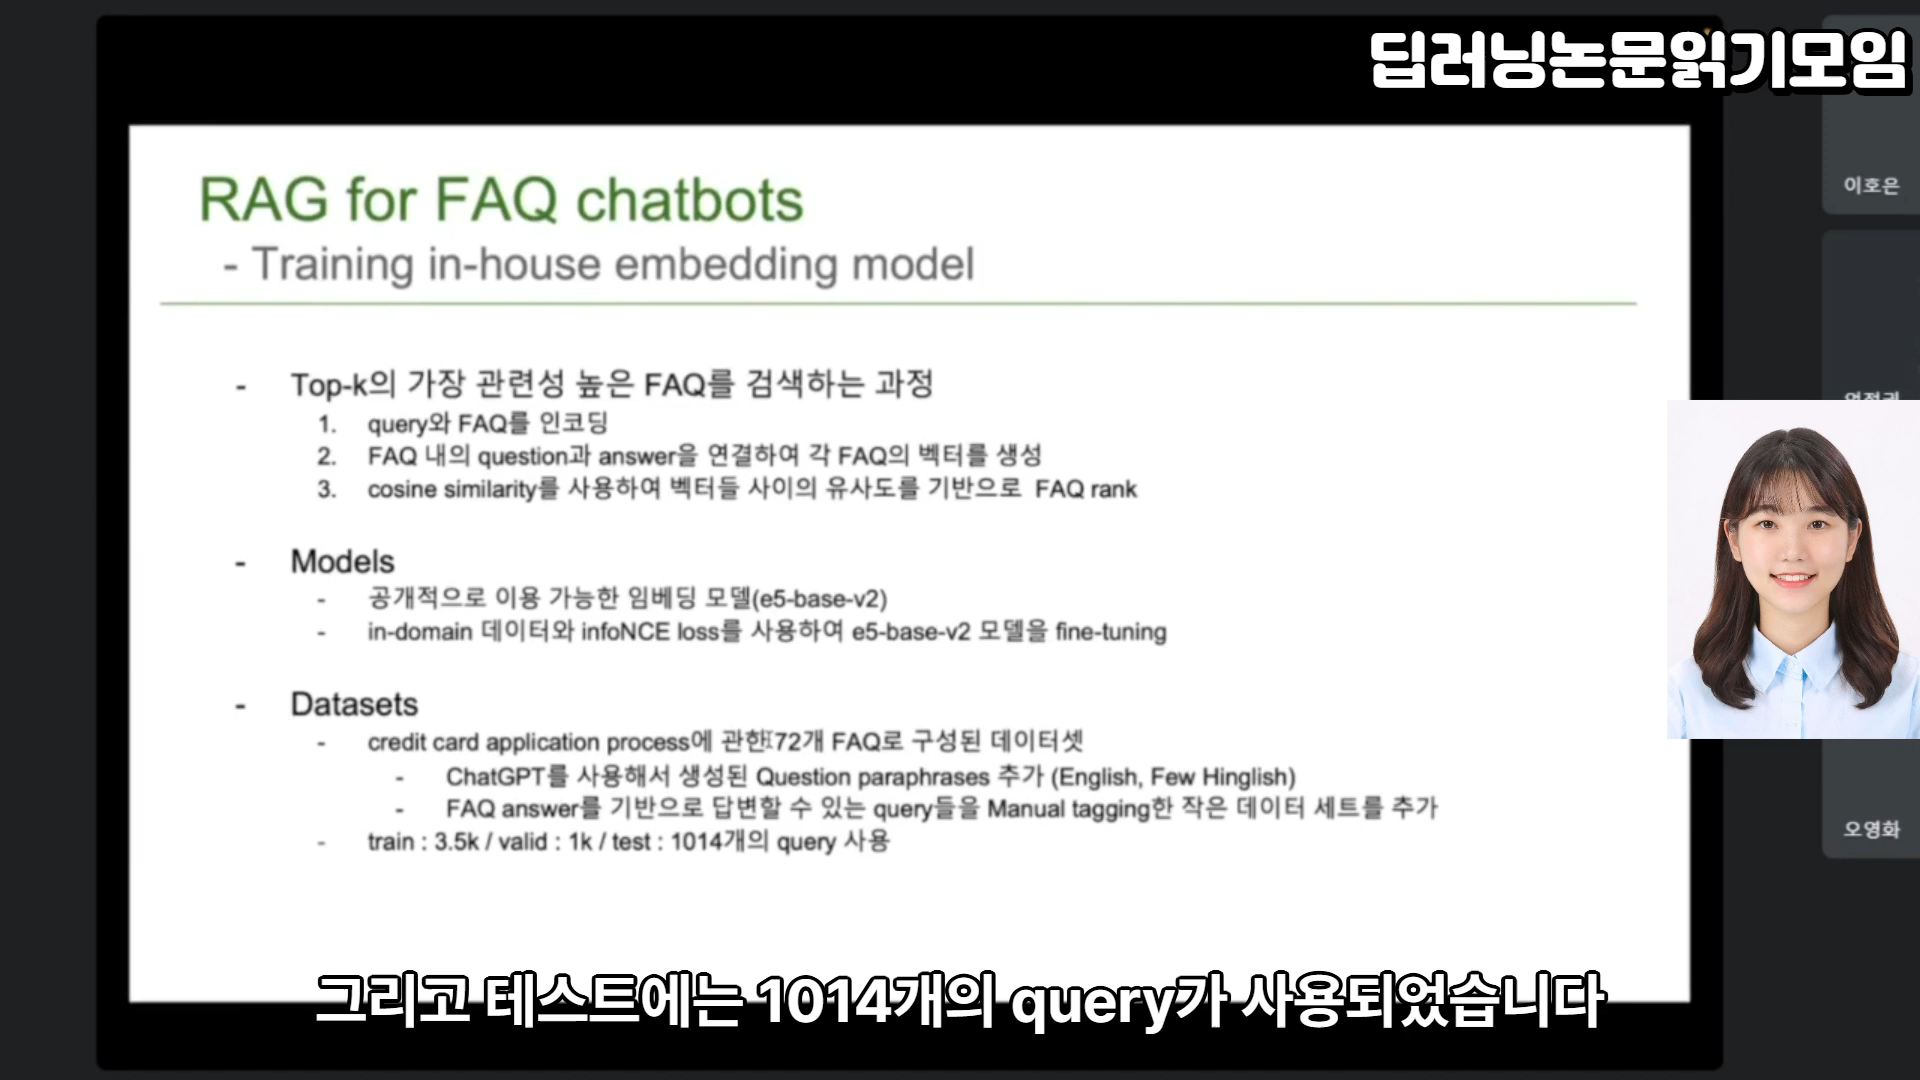 딥러닝논문읽기모임
RAG for FAQ chatbots
- Training in-house embedding model
- Top-k의 가장 관련성 높은 FAQ를 검색하는 과정
1. query와 FAQ를 인코딩
2. FAQ 내의 question과 answer을 연결하여 각 FAQ의 벡터를 생성
3. cosine similarity를 사용하여 벡터들 사이의 유사도를 기반으로 FAQ rank
- Models
- 공개적으로 이용 가능한 임베딩 모델(e5-base-v2)
- in-domain 데이터와 infoNCE loss를 사용하여 e5-base-v2 모델을 fine-tuning
- Datasets
- credit card application process에 관한 72개 FAQ로 구성된 데이터셋
- ChatGPT를 사용해서 생성된 Question paraphrases 추가 (English, Few Hinglish)
- FAQ answer를 기반으로 답변할 수 있는 query들을 Manual tagging한 작은 데이터 세트를 추가
- train : 3.5k / valid : 1k / test : 1014개의 query 사용
이호은
오영화
그리고 테스트에는 1014개의 query가 사용되었습니다